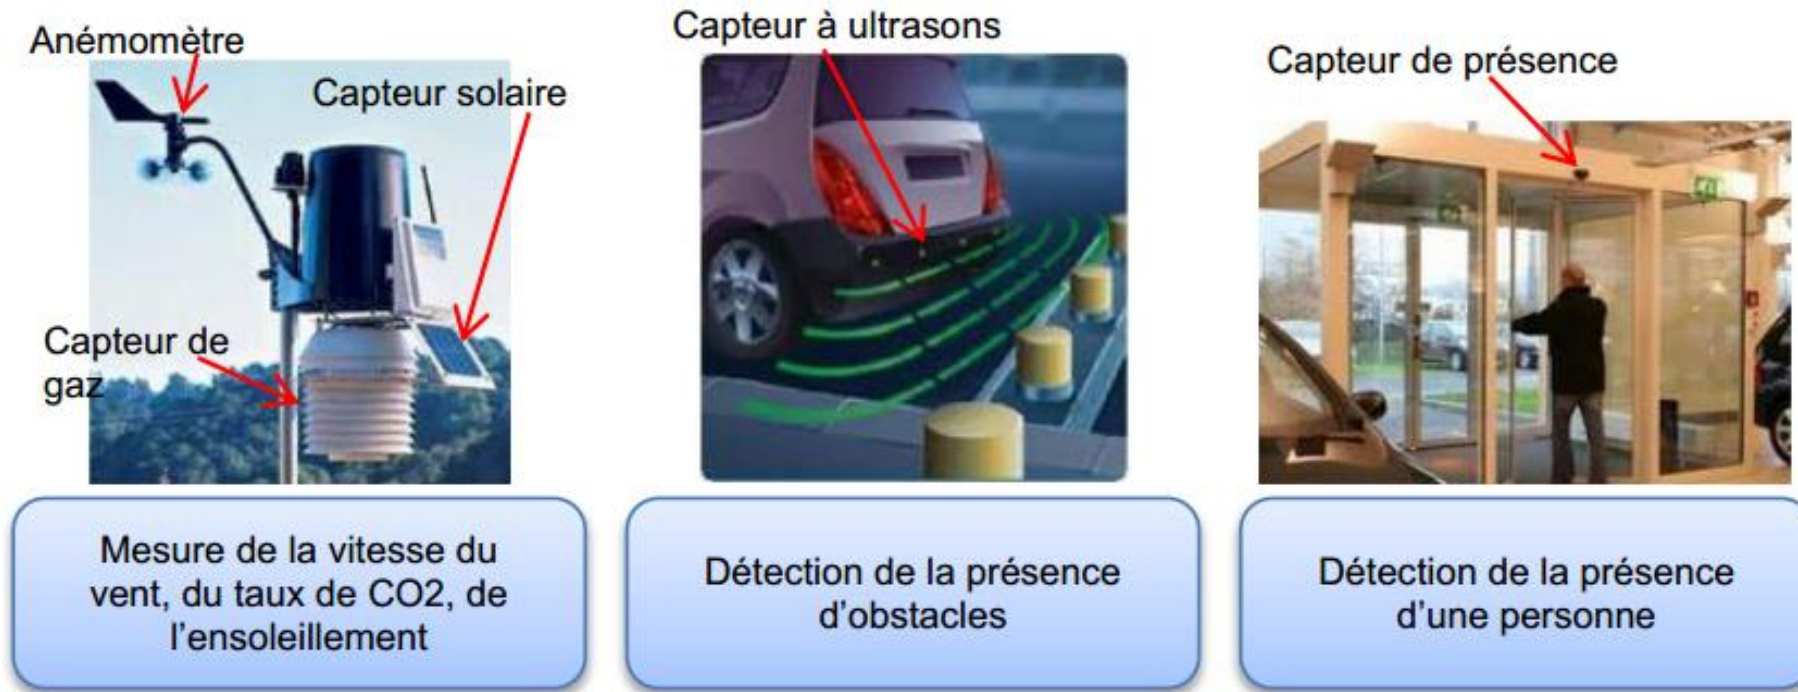 Anémomètre
Capteur solaire
Capteur de
gaz
Mesure de la vitesse du
vent, du taux de CO2, de
l'ensoleillement
Capteur à ultrasons
Détection de la présence
d'obstacles
Capteur de présence
Détection de la présence
d'une personne